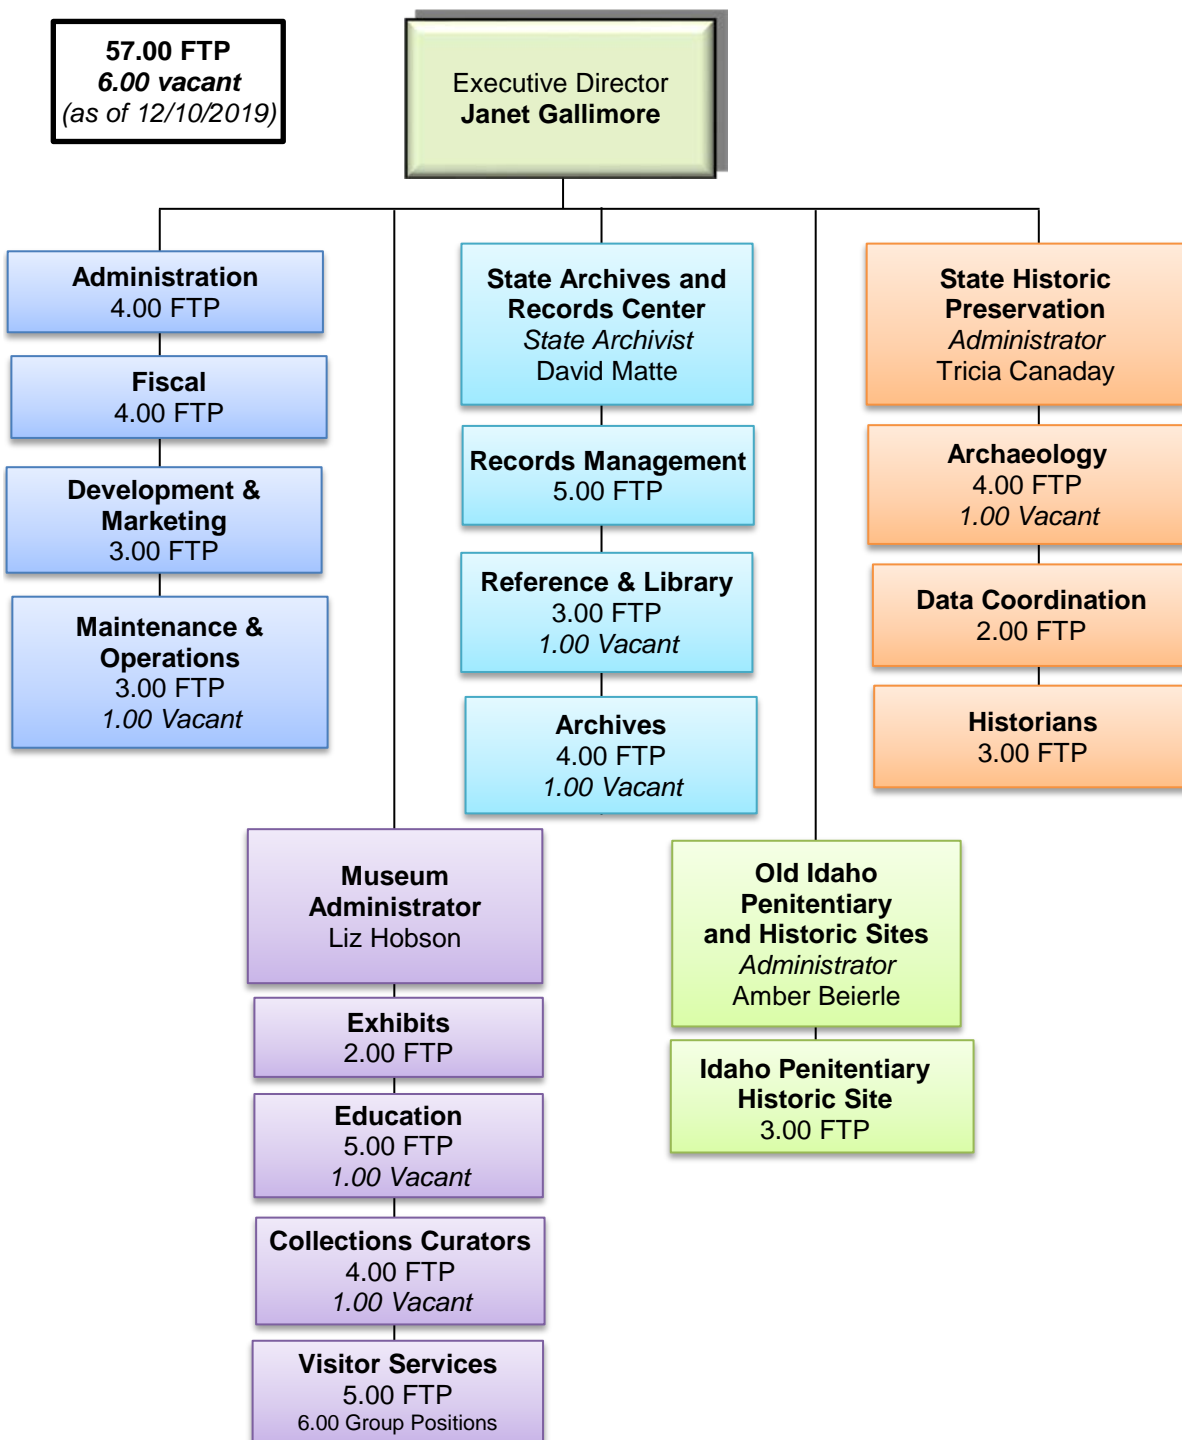 57.00 FTP
6.00 vacant
(as of 12/10/2019)
Executive Director
Janet Gallimore
Administration
4.00 FTP
Fiscal
4.00 FTP
Development &
Marketing
3.00 FTP
Maintenance &
Operations
3.00 FTP
1.00 Vacant
State Archives and
Records Center
State Archivist
David Matte
Records Management
5.00 FTP
Reference & Library
3.00 FTP
1.00 Vacant
Archives
4.00 FTP
1.00 Vacant
State Historic
Preservation
Administrator
Tricia Canaday
Archaeology
4.00 FTP
1.00 Vacant
Data Coordination
2.00 FTP
Historians
3.00 FTP
Museum
Administrator
Liz Hobson
Exhibits
2.00 FTP
Education
5.00 FTP
1.00 Vacant
Collections Curators
4.00 FTP
1.00 Vacant
Visitor Services
5.00 FTP
6.00 Group Positions
Old Idaho
Penitentiary
and Historic Sites
Administrator
Amber Beierle
Idaho Penitentiary
Historic Site
3.00 FTP